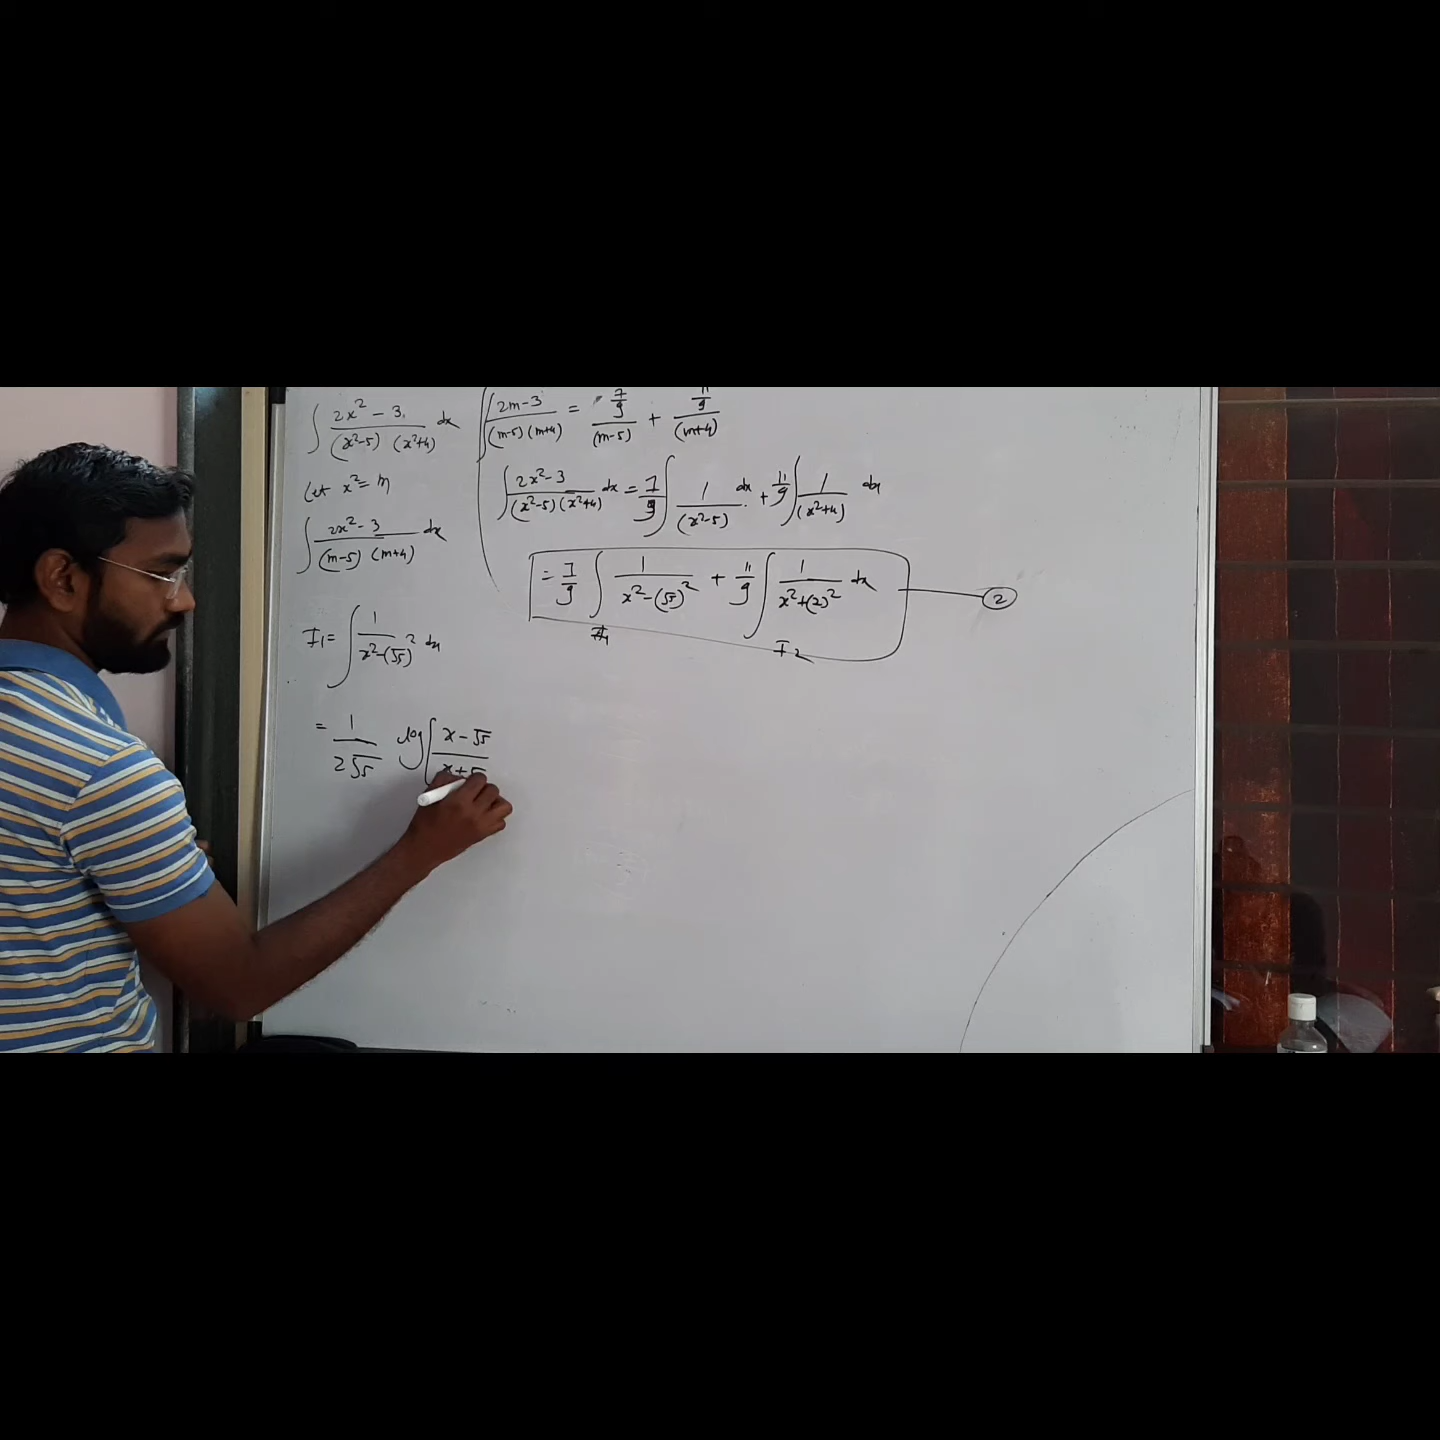 ∫ 2x² - 3 / (x²-5) (x²+4) dx
Let x² = m
∫ 2x² - 3 / (m-5) (m+4) dx
I₁ = ∫ 1 / x²-(√5)² dx
= 1 / 2√5 log | x - √5 / x + √5
∫ 2m-3 / (m-5) (m+4) = 7/9 / (m-5) + 11/9 / (m+4)
∫ 2x²-3 / (x²-5) (x²+4) dx = 7/9 ∫ 1 / (x²-5) dx + 11/9 ∫ 1 / (x²+4) dx
= 7/9 ∫ 1 / x²-(√5)² + 11/9 ∫ 1 / x²+(2)² dx
2
I₁
I₂